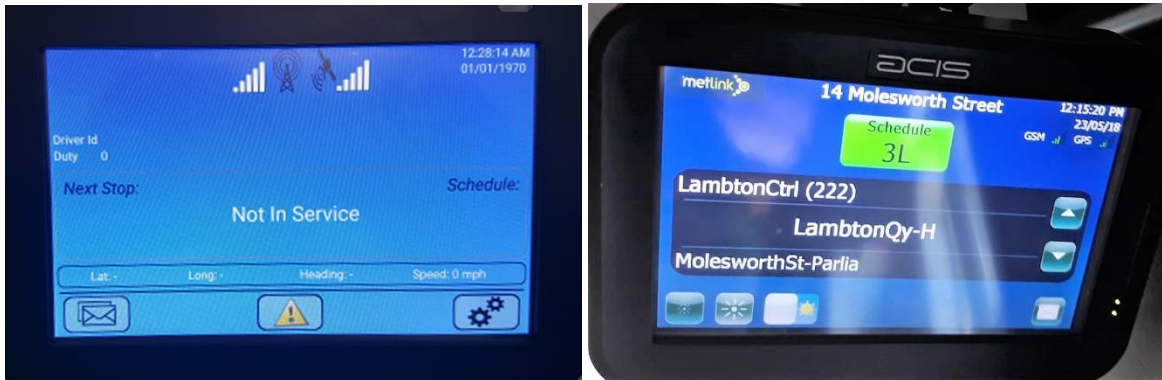 12:28:14 AM
01/01/1970
Driver Id
Duty 0
Next Stop: Schedule:
Not In Service
Lat: - Long: - Heading: - Speed: 0 mph
acis
metlink
14 Molesworth Street
12:15:20 PM
23/05/18
Schedule
3L
GSM GPS
LambtonCtrl (222)
LambtonQy-H
MolesworthSt-Parlia